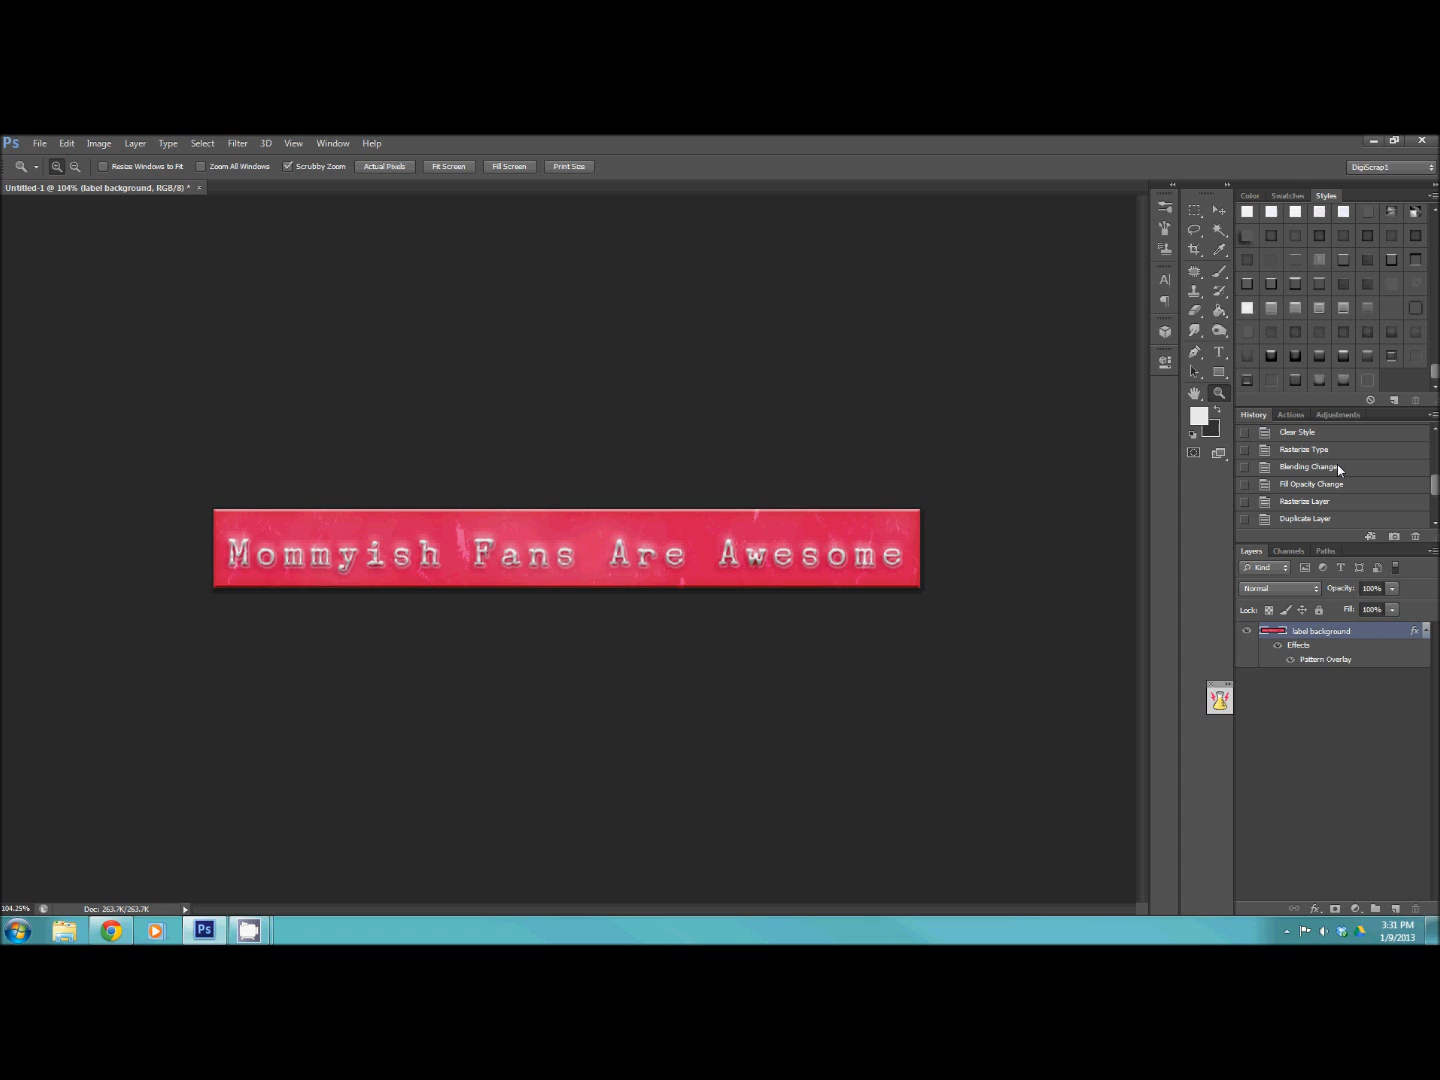 Ps File Edit Image Layer Type Select Filter 3D View Window Help
Resize Windows to Fit Zoom All Windows Scrubby Zoom Actual Pixels Fit Screen Fill Screen Print Size DigiScrap1
Untitled-1 @ 104% (label background, RGB/8) * ×
Color Swatches Styles
History Actions Adjustments
Clear Style
Rasterize Type
Blending Change
Fill Opacity Change
Rasterize Layer
Duplicate Layer
Mommyish Fans Are Awesome
Layers Channels Paths
Kind
Normal Opacity: 100%
Lock: Fill: 100%
label background fx
Effects
Pattern Overlay
104.25% Doc: 263.7K/263.7K
fx
Ps
3:31 PM
1/9/2013